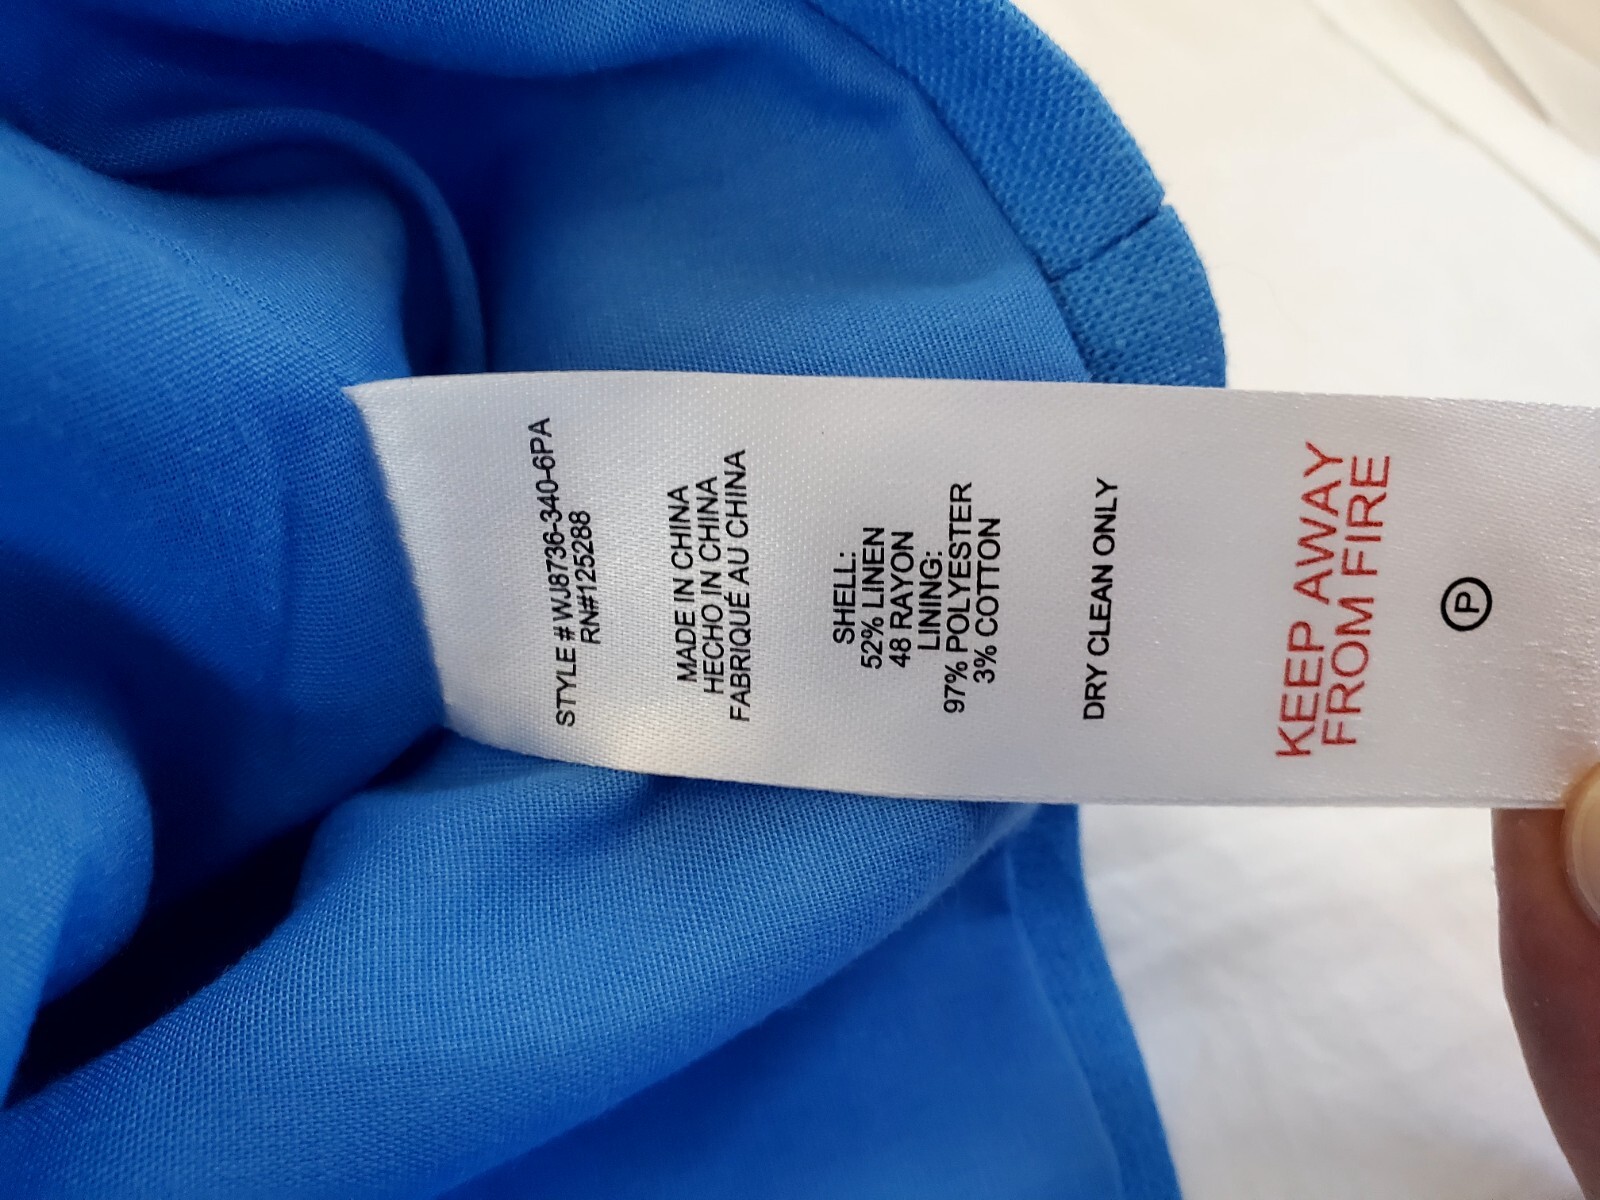 STYLE # WJ8736-340-6PA
RN#125288
MADE IN CHINA
HECHO IN CHINA
FABRIQUÉ AU CHINA
SHELL:
52% LINEN
48 RAYON
LINING:
97% POLYESTER
3% COTTON
DRY CLEAN ONLY
KEEP AWAY
FROM FIRE
P